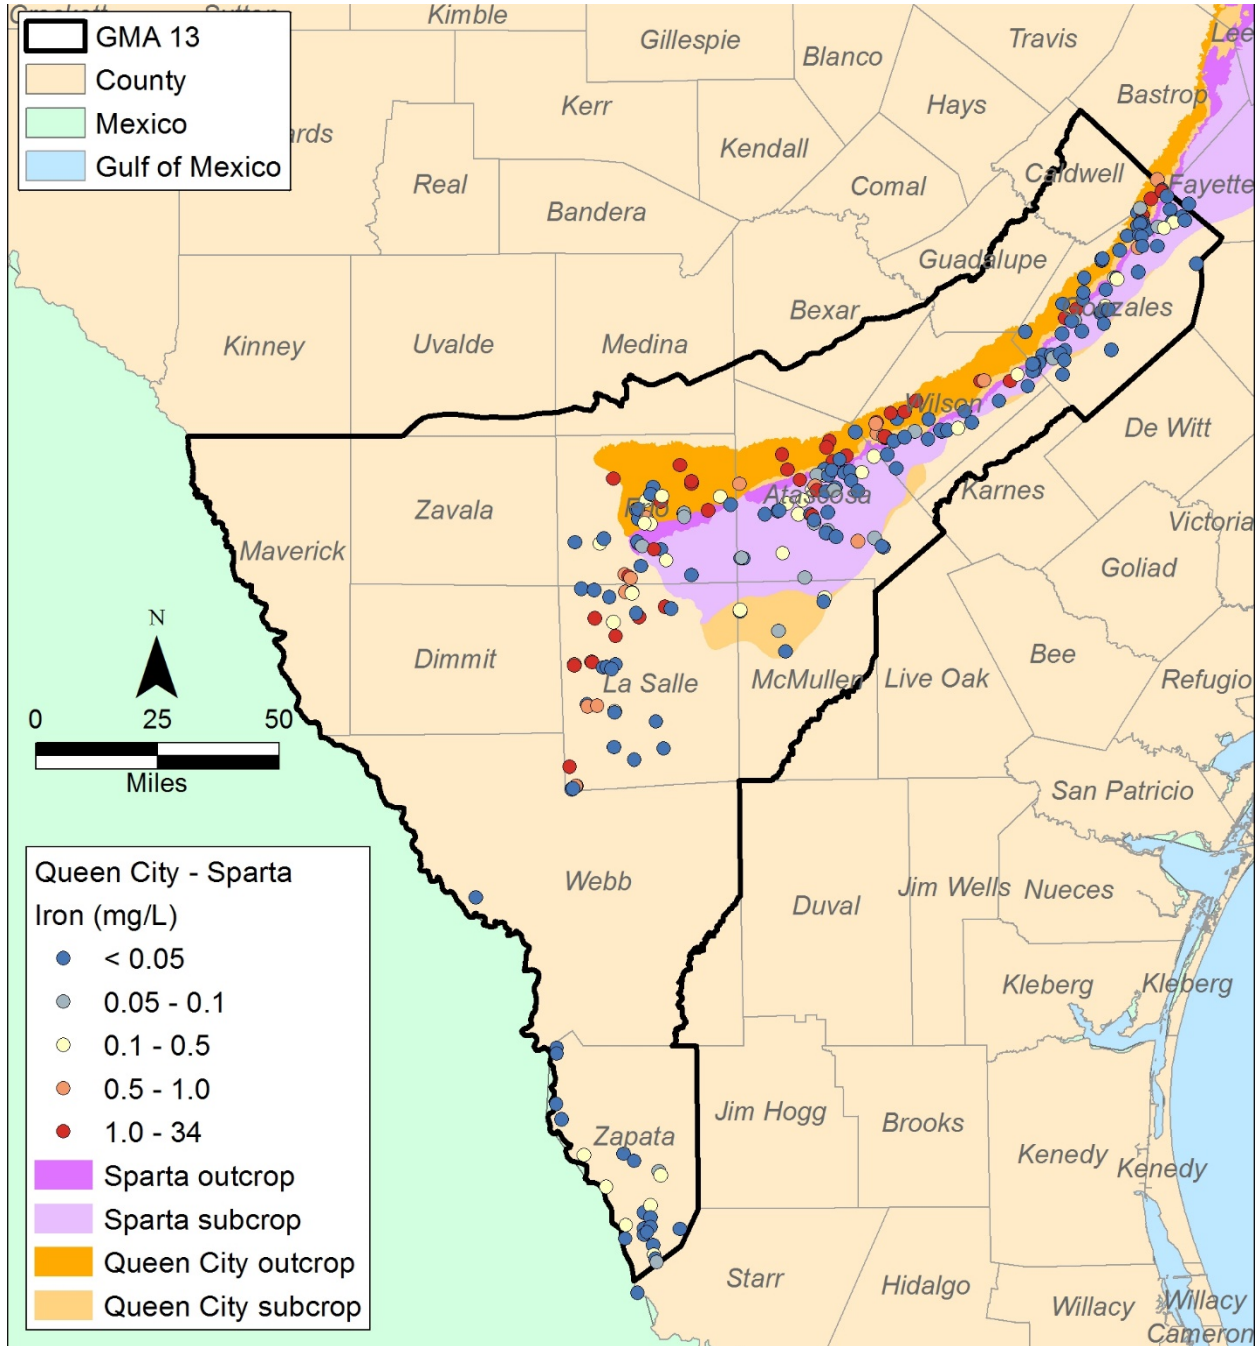 Kimble
GMA 13
County
Mexico
Gulf of Mexico
Gillespie
Blanco
Travis
Lee
Bastrop
Hays
Kerr
Kendall
ards
Real
Bandera
Comal
Caldwell
Fayette
Guadalupe
Bexar
Kinney
Uvalde
Medina
Gonzales
Wilson
De Witt
Karnes
Victoria
Zavala
Frio
Atascosa
Maverick
Goliad
N
Dimmit
La Salle
McMullen
Live Oak
Bee
Refugio
0 25 50
Miles
San Patricio
Queen City - Sparta
Iron (mg/L)
< 0.05
0.05 - 0.1
0.1 - 0.5
0.5 - 1.0
1.0 - 34
Sparta outcrop
Sparta subcrop
Queen City outcrop
Queen City subcrop
Webb
Duval
Jim Wells
Nueces
Kleberg
Kleberg
Zapata
Jim Hogg
Brooks
Kenedy
Kenedy
Starr
Hidalgo
Willacy
Willacy
Cameron